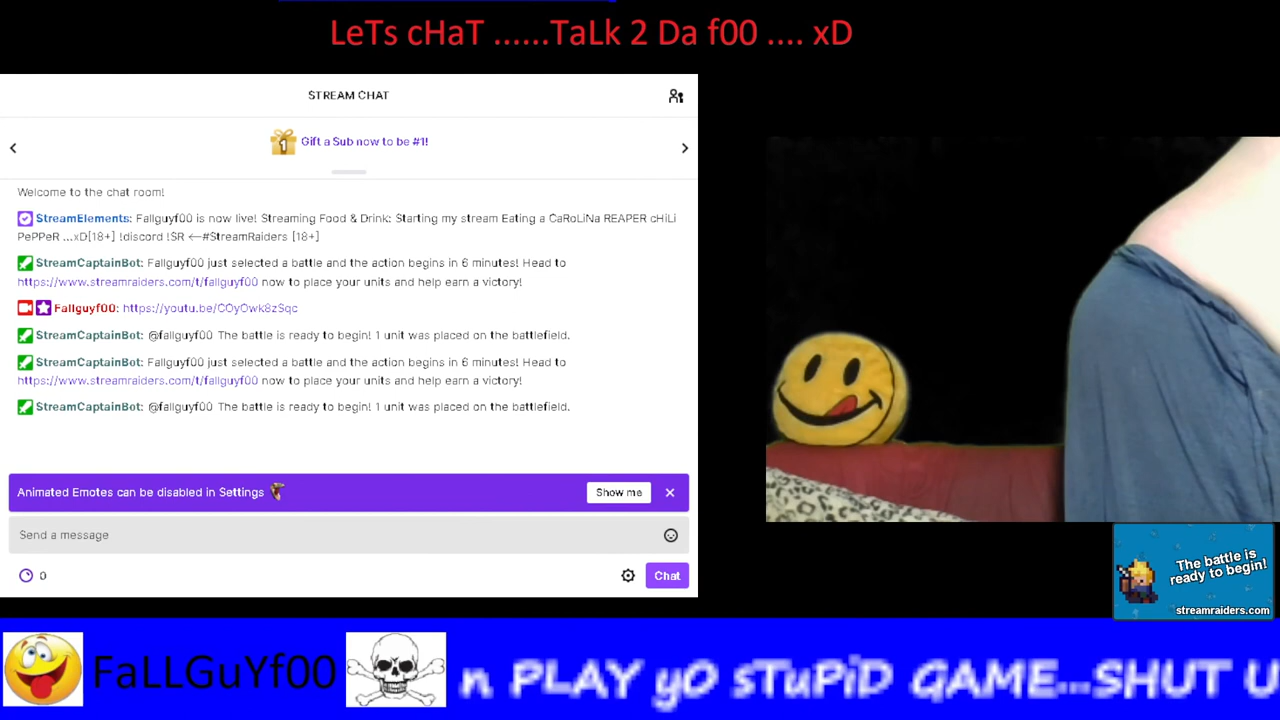 LeTs cHaT ......TaLk 2 Da f00 .... xD
STREAM CHAT
1
Gift a Sub now to be #1!
Welcome to the chat room!
StreamElements: Fallguyf00 is now live! Streaming Food & Drink: Starting my stream Eating a CaRoLiNa REAPER cHiLi
PePPeR ...xD[18+] !discord !SR <--#StreamRaiders [18+]
StreamCaptainBot: Fallguyf00 just selected a battle and the action begins in 6 minutes! Head to
https://www.streamraiders.com/t/fallguyf00 now to place your units and help earn a victory!
Fallguyf00: https://youtu.be/COyOwk8zSqc
StreamCaptainBot: @fallguyf00 The battle is ready to begin! 1 unit was placed on the battlefield.
StreamCaptainBot: Fallguyf00 just selected a battle and the action begins in 6 minutes! Head to
https://www.streamraiders.com/t/fallguyf00 now to place your units and help earn a victory!
StreamCaptainBot: @fallguyf00 The battle is ready to begin! 1 unit was placed on the battlefield.
Animated Emotes can be disabled in Settings
Show me
Send a message
0
Chat
The battle is
ready to begin!
streamraiders.com
FaLLGuYf00
n PLAY yO sTuPiD GAME...SHUT U